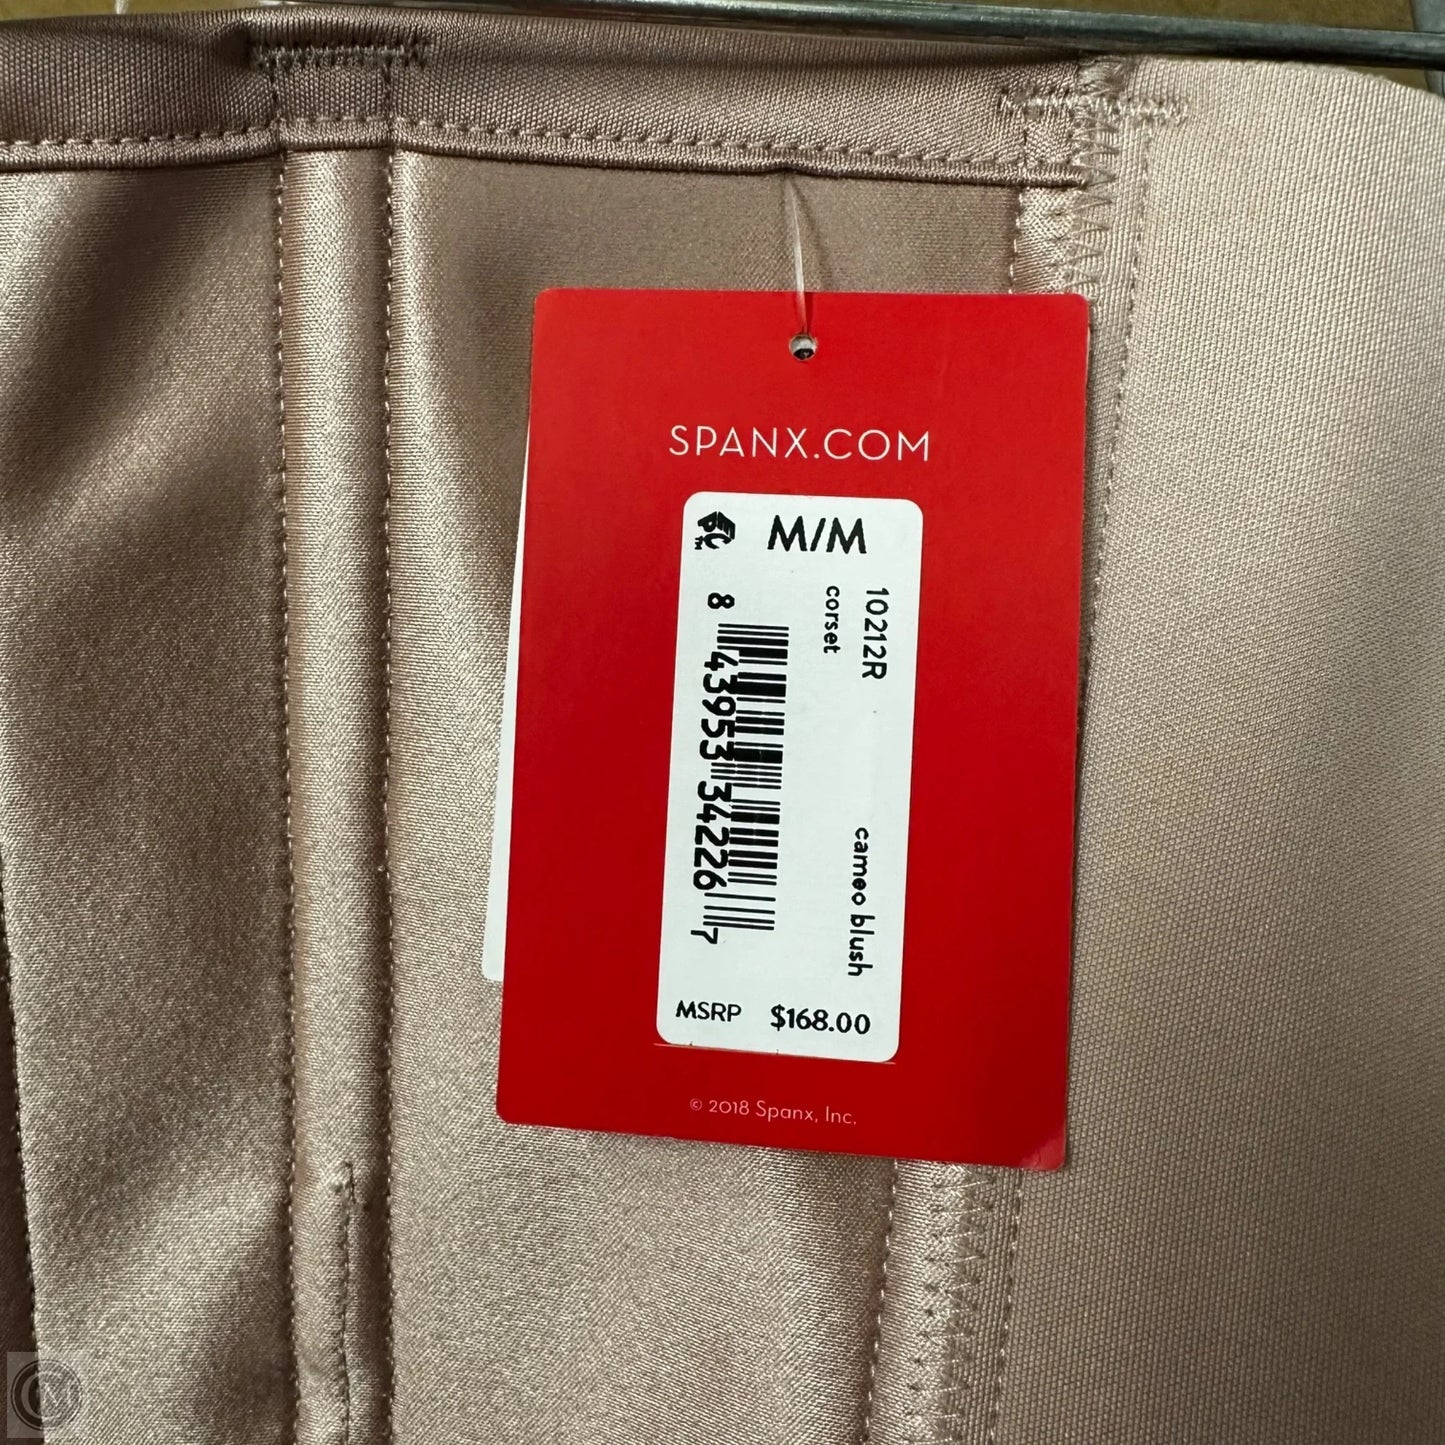 SPANX.COM
M/M
10212R
corset
cameo blush
8 43953 34226 7
MSRP $168.00
© 2018 Spanx, Inc.